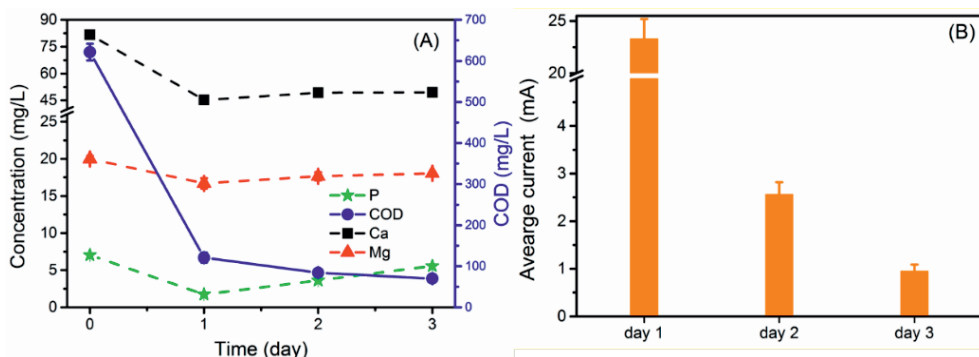 (A)
Concentration (mg/L)
90
75
60
45
25
20
15
10
5
0
P
COD
Ca
Mg
700
600
500
400
300
200
100
0
COD (mg/L)
0 1 2 3
Time (day)
(B)
Avearge current (mA)
25
20
4
2
1
0
day 1 day 2 day 3